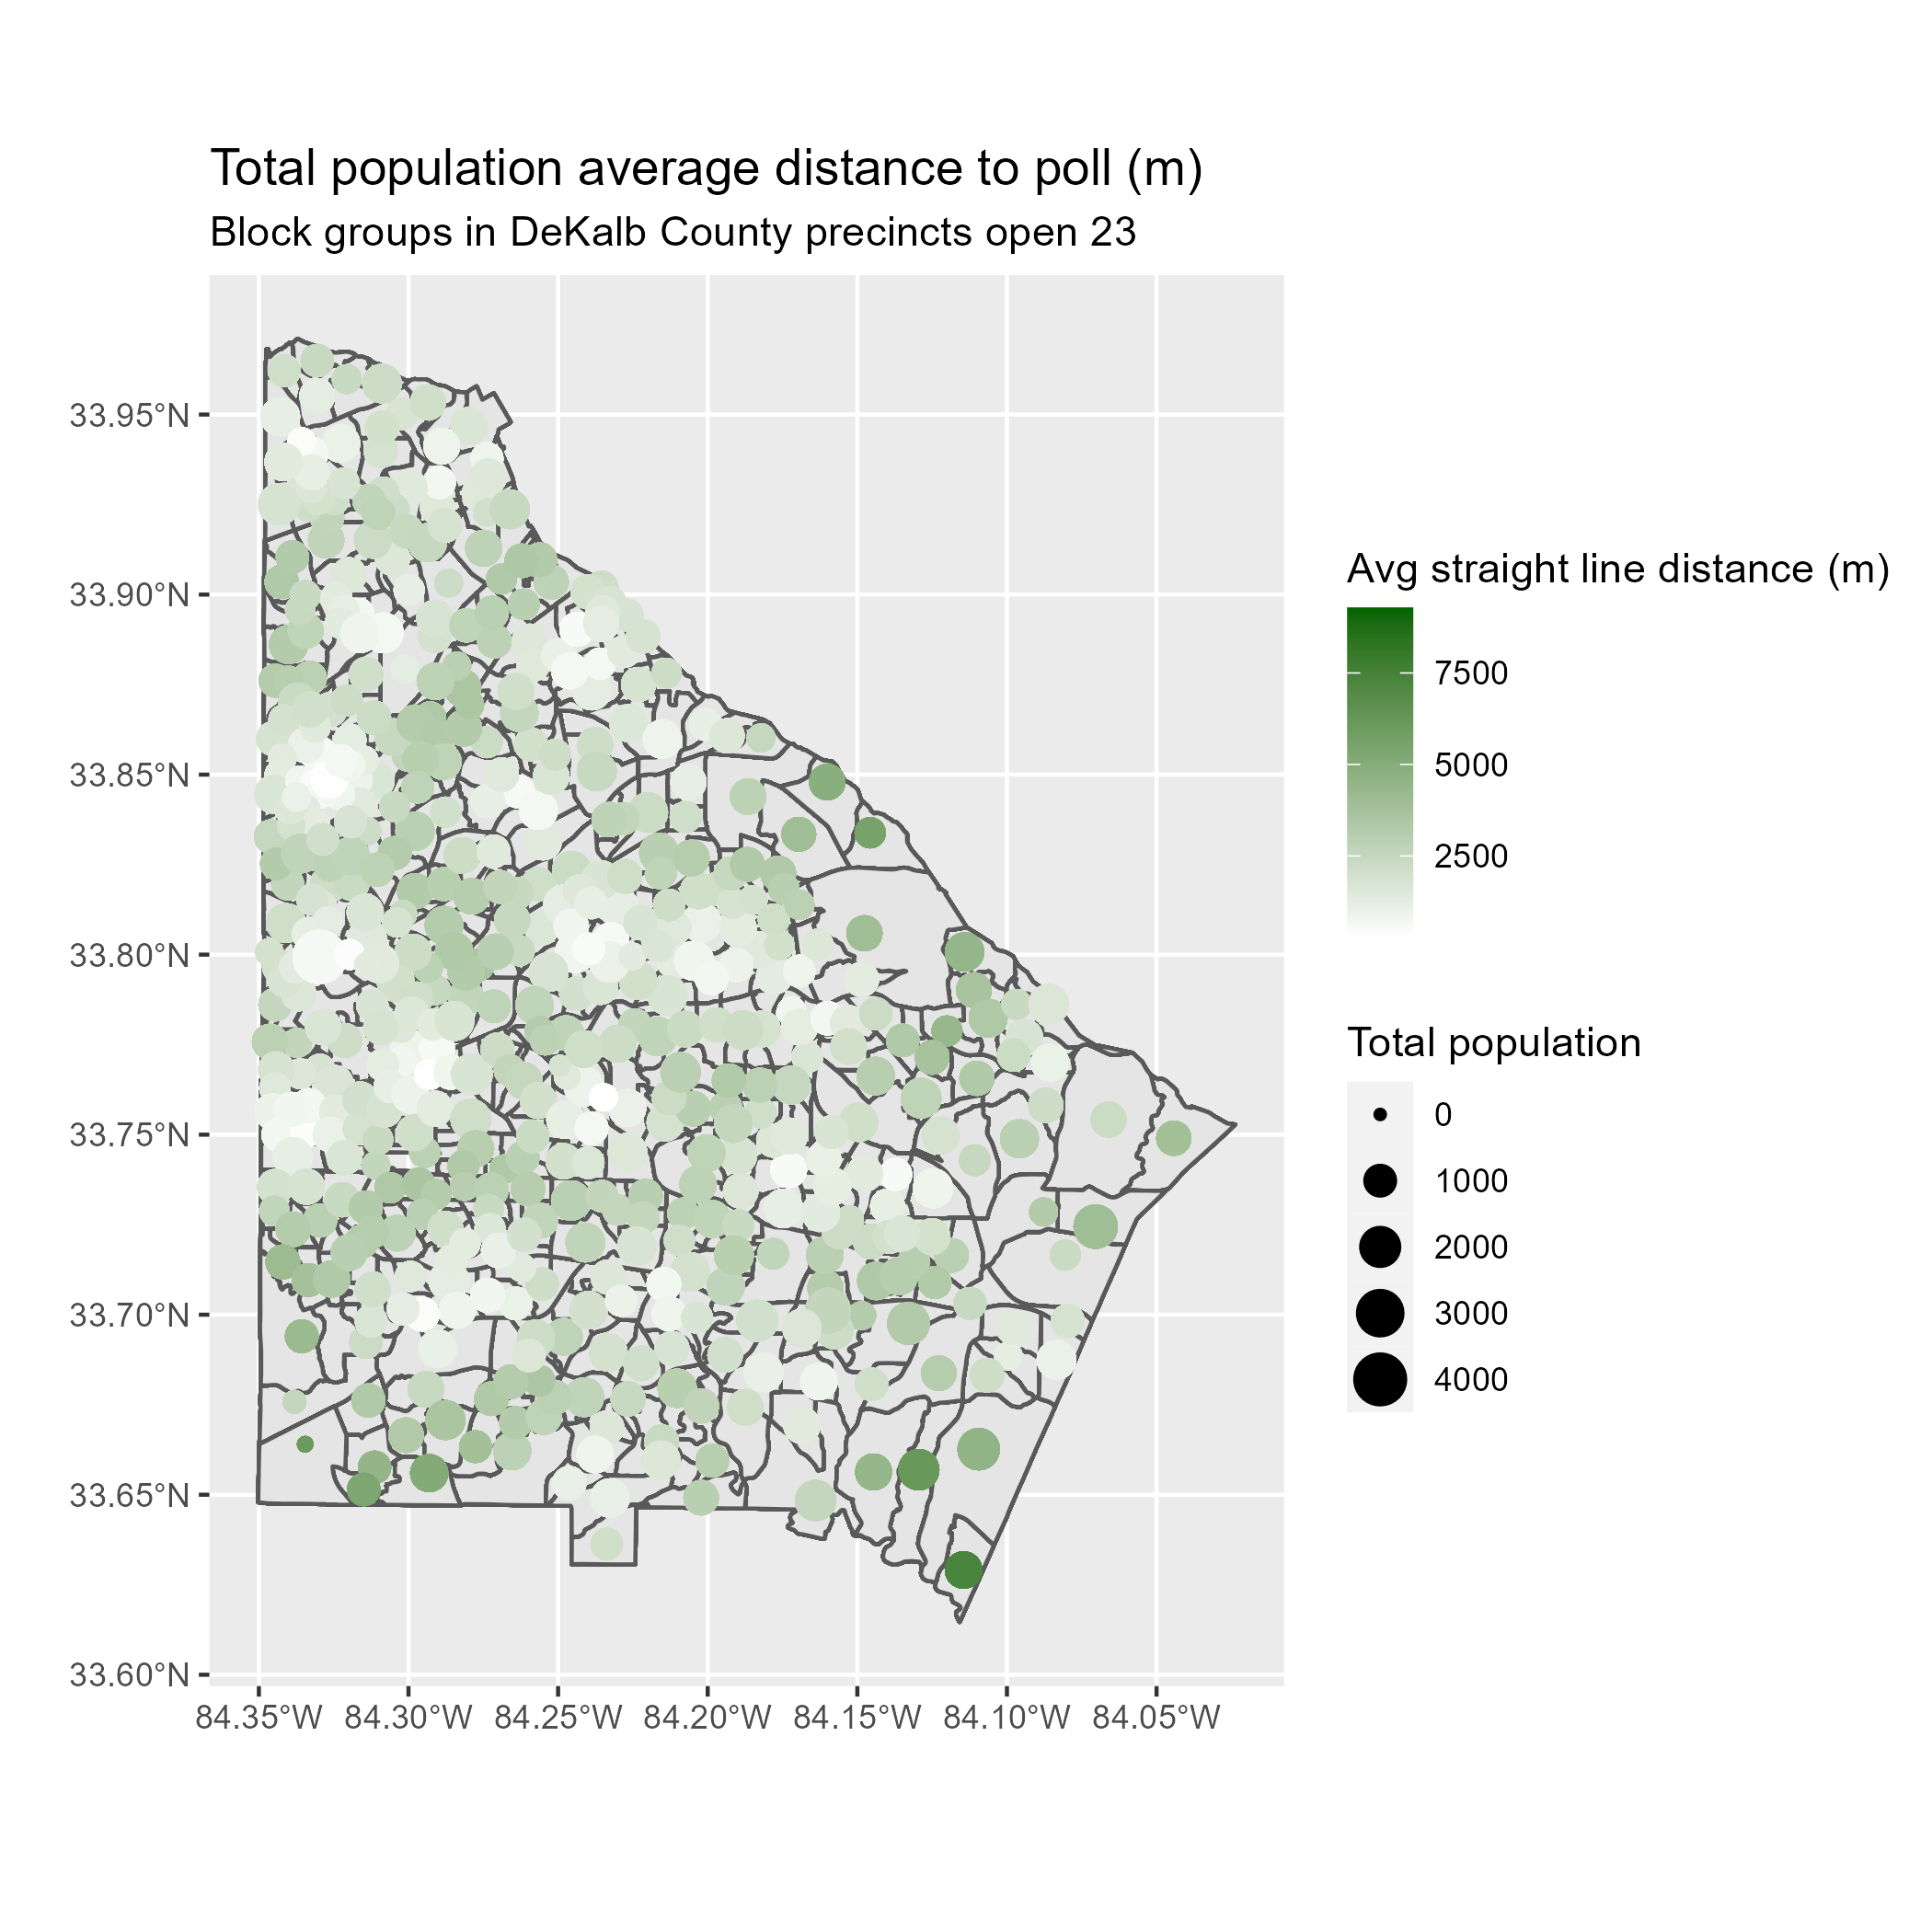 Total population average distance to poll (m)
Block groups in DeKalb County precincts open 23
33.95°N
33.90°N
33.85°N
33.80°N
33.75°N
33.70°N
33.65°N
33.60°N
84.35°W 84.30°W 84.25°W 84.20°W 84.15°W 84.10°W 84.05°W
Avg straight line distance (m)
7500
5000
2500
Total population
0
1000
2000
3000
4000